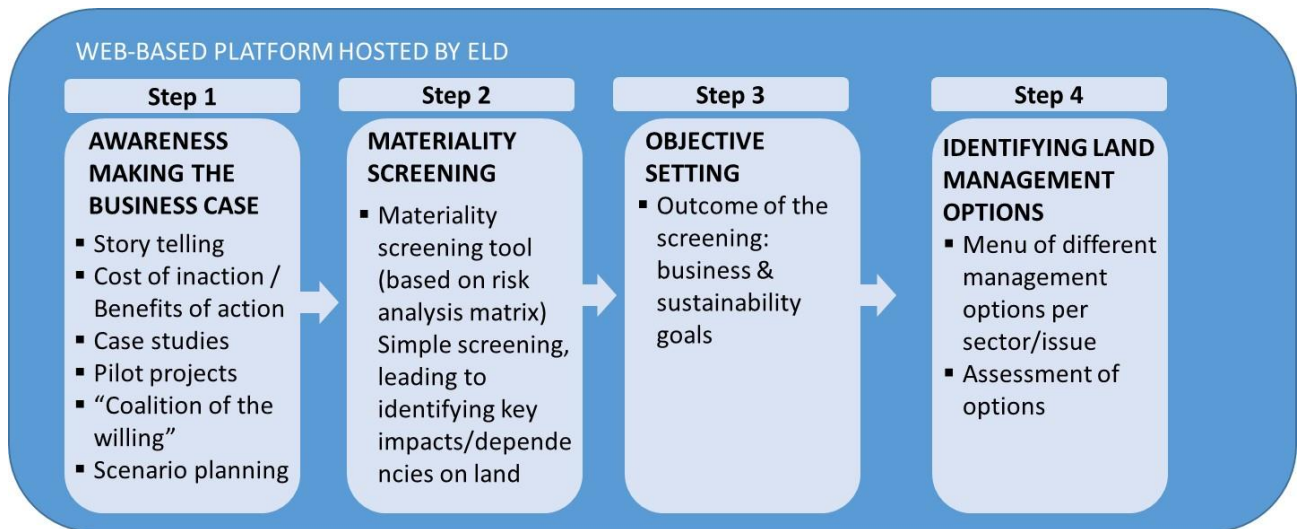 WEB-BASED PLATFORM HOSTED BY ELD
Step 1
AWARENESS
MAKING THE
BUSINESS CASE
▪ Story telling
▪ Cost of inaction /
Benefits of action
▪ Case studies
▪ Pilot projects
▪ “Coalition of the
willing”
▪ Scenario planning
Step 2
MATERIALITY
SCREENING
▪ Materiality
screening tool
(based on risk
analysis matrix)
Simple screening,
leading to
identifying key
impacts/depende
ncies on land
Step 3
OBJECTIVE
SETTING
▪ Outcome of the
screening:
business &
sustainability
goals
Step 4
IDENTIFYING LAND
MANAGEMENT
OPTIONS
▪ Menu of different
management
options per
sector/issue
▪ Assessment of
options